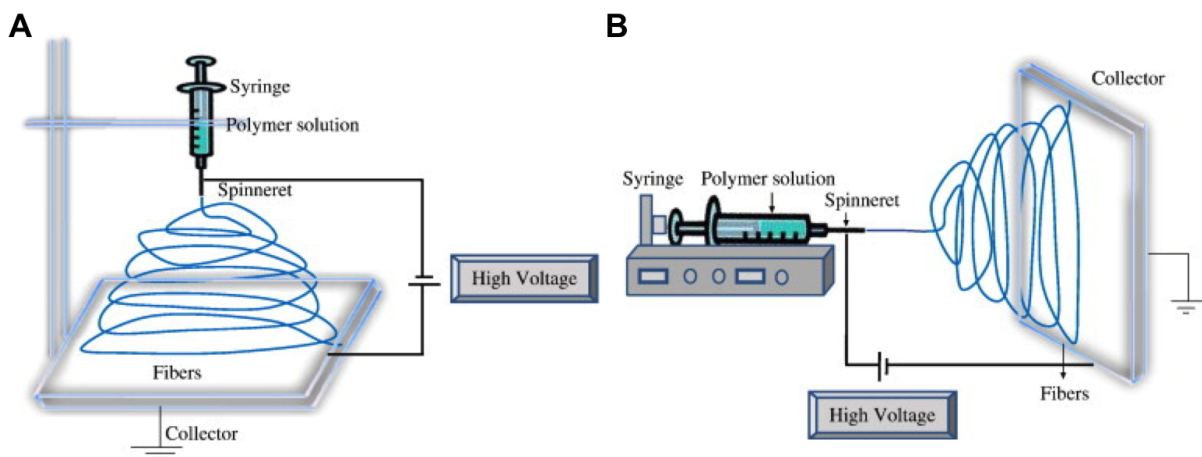 A
Syringe
Polymer solution
Spinneret
High Voltage
Fibers
Collector
B
Collector
Syringe Polymer solution
Spinneret
Fibers
High Voltage